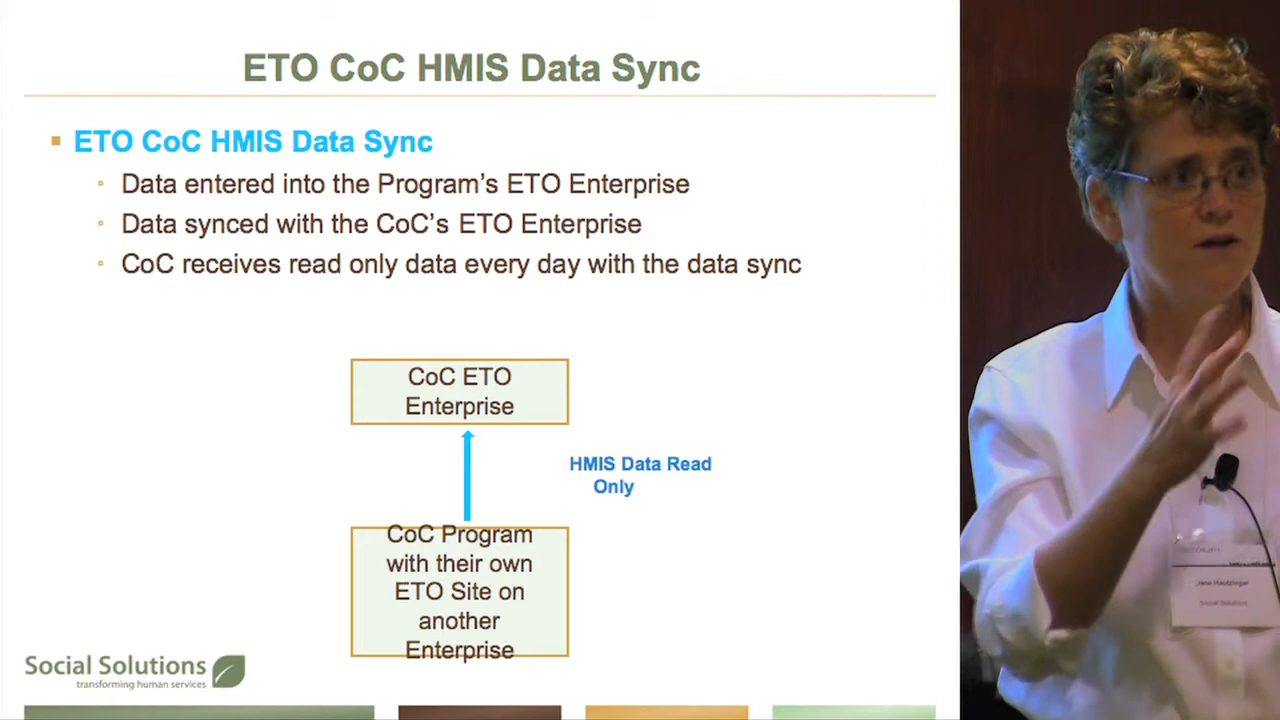 ETO CoC HMIS Data Sync
ETO CoC HMIS Data Sync
Data entered into the Program's ETO Enterprise
Data synced with the CoC's ETO Enterprise
CoC receives read only data every day with the data sync
CoC ETO
Enterprise
HMIS Data Read
Only
CoC Program
with their own
ETO Site on
another
Enterprise
Social Solutions
transforming human services
Social Solutions